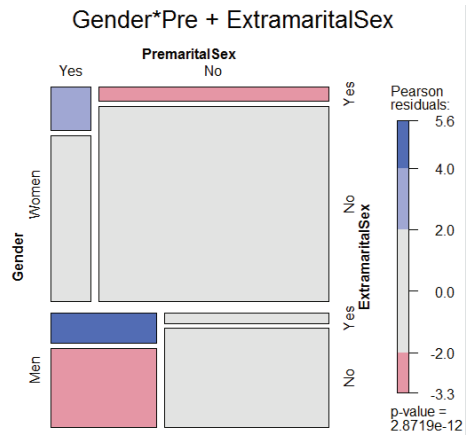 Gender*Pre + ExtramaritalSex
PremaritalSex
Yes No
Gender
Women
Men
Yes
No
Yes
No
ExtramaritalSex
Pearson
residuals:
5.6
4.0
2.0
0.0
-2.0
-3.3
p-value =
2.8719e-12